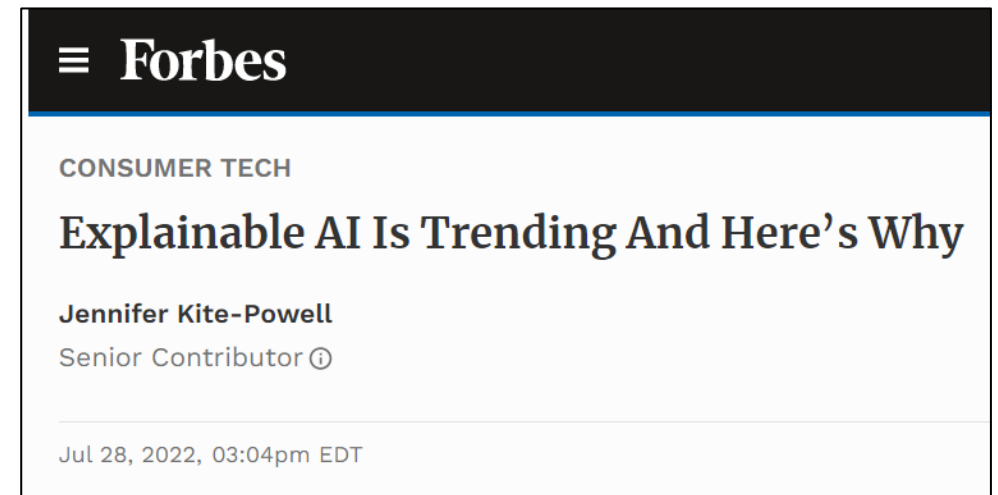 Forbes
CONSUMER TECH
Explainable AI Is Trending And Here’s Why
Jennifer Kite-Powell
Senior Contributor
Jul 28, 2022, 03:04pm EDT